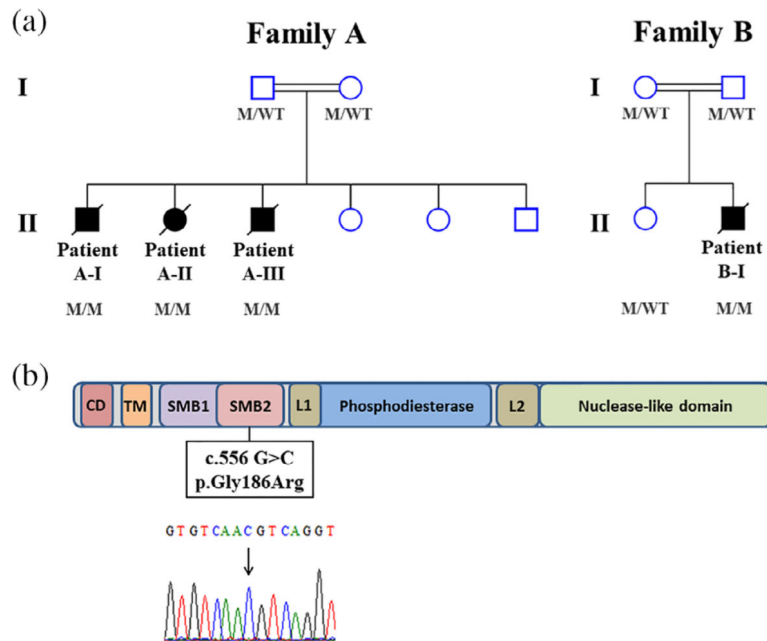 (a)
Family A
Family B
I
M/WT
M/WT
I
M/WT
M/WT
II
Patient A-I
Patient A-II
Patient A-III
II
Patient B-I
M/M
M/M
M/M
M/WT
M/M
(b)
CD
TM
SMB1
SMB2
L1
Phosphodiesterase
L2
Nuclease-like domain
c.556 G>C
p.Gly186Arg
GTGTCAACGTCAGGT